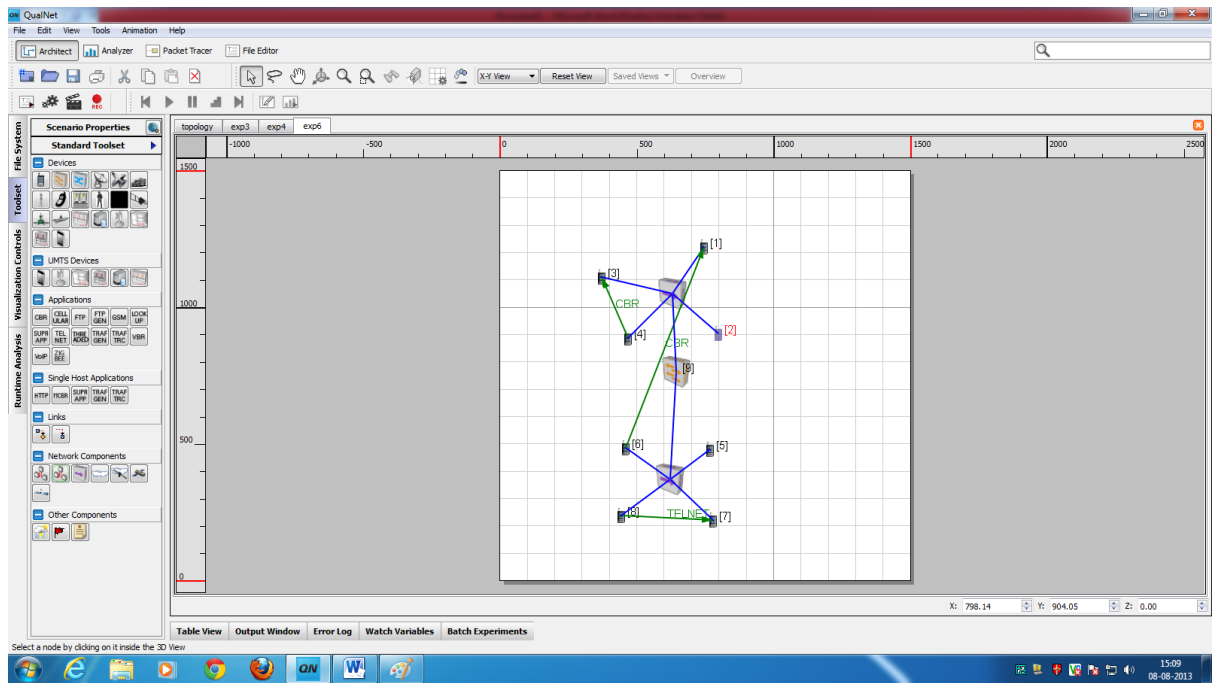 QN QualNet
File Edit View Tools Animation Help
Architect Analyzer Packet Tracer File Editor
X-Y View Reset View Saved Views Overview
REC
File System
Toolset
Visualization Controls
Runtime Analysis
Scenario Properties
Standard Toolset
Devices
UMTS Devices
Applications
CBR CELL ULAR FTP FTP GEN GSM LOOK UP
SUPR APP TEL NET THRE ADED TRAF GEN TRAF TRC VBR
VoIP ZIG BEE
Single Host Applications
HTTP MCBR SUPR APP TRAF GEN TRAF TRC
Links
Network Components
Other Components
topology exp3 exp4 exp6
-1000 -500 0 500 1000 1500 2000 2500
1500
1000
500
0
[1]
[3]
CBR
[4] [2]
CBR
[9]
[6] [5]
[8] TELNET [7]
X: 798.14 Y: 904.05 Z: 0.00
Table View Output Window Error Log Watch Variables Batch Experiments
Select a node by clicking on it inside the 3D View
QN W
15:09
08-08-2013